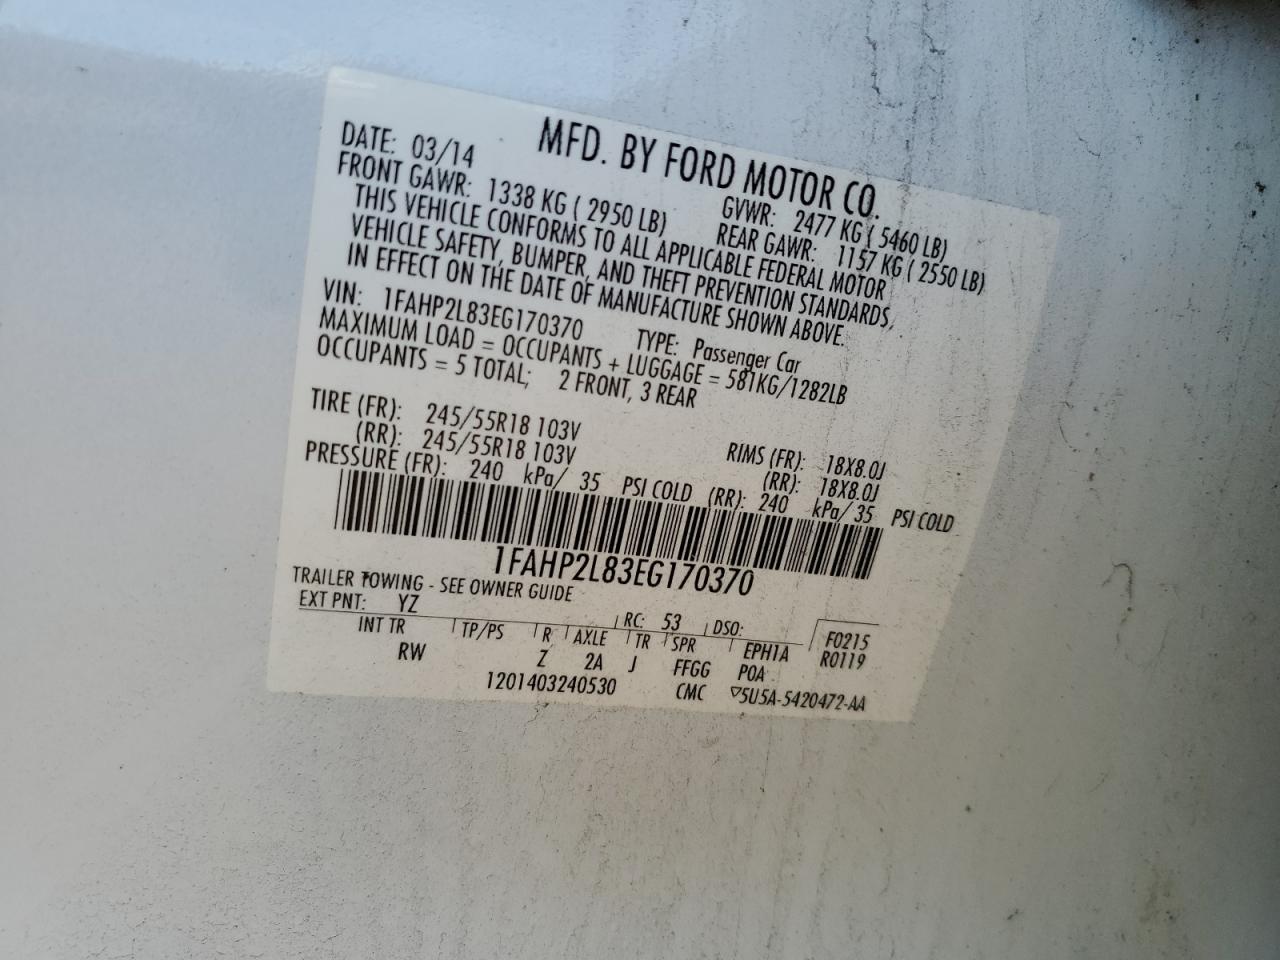 MFD. BY FORD MOTOR CO.
DATE: 03/14 GVWR: 2477 KG ( 5460 LB)
FRONT GAWR: 1338 KG ( 2950 LB) REAR GAWR: 1157 KG ( 2550 LB)
THIS VEHICLE CONFORMS TO ALL APPLICABLE FEDERAL MOTOR
VEHICLE SAFETY, BUMPER, AND THEFT PREVENTION STANDARDS,
IN EFFECT ON THE DATE OF MANUFACTURE SHOWN ABOVE.
VIN: 1FAHP2L83EG170370 TYPE: Passenger Car
MAXIMUM LOAD = OCCUPANTS + LUGGAGE = 581KG/1282LB
OCCUPANTS = 5 TOTAL; 2 FRONT, 3 REAR
TIRE (FR): 245/55R18 103V RIMS (FR): 18X8.0J
(RR): 245/55R18 103V (RR): 18X8.0J
PRESSURE (FR): 240 kPa/ 35 PSI COLD (RR): 240 kPa/ 35 PSI COLD
1FAHP2L83EG170370
TRAILER TOWING - SEE OWNER GUIDE
EXT PNT: YZ RC: 53 DSO: F0215
INT TR TP/PS R AXLE TR SPR EPH1A R0119
RW Z 2A J FFGG P0A
1201403240530 CMC ▽5U5A-5420472-AA